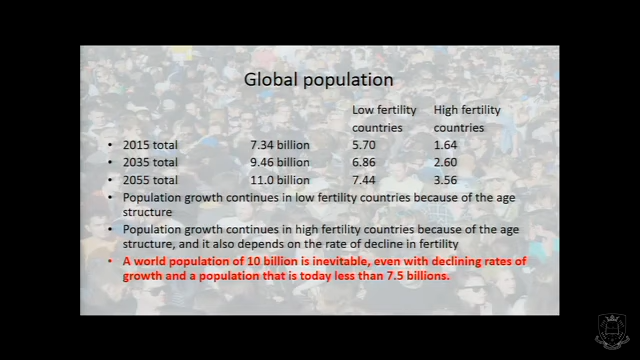 Global population
Low fertility High fertility
countries countries
• 2015 total 7.34 billion 5.70 1.64
• 2035 total 9.46 billion 6.86 2.60
• 2055 total 11.0 billion 7.44 3.56
• Population growth continues in low fertility countries because of the age
structure
• Population growth continues in high fertility countries because of the age
structure, and it also depends on the rate of decline in fertility
• A world population of 10 billion is inevitable, even with declining rates of
growth and a population that is today less than 7.5 billions.